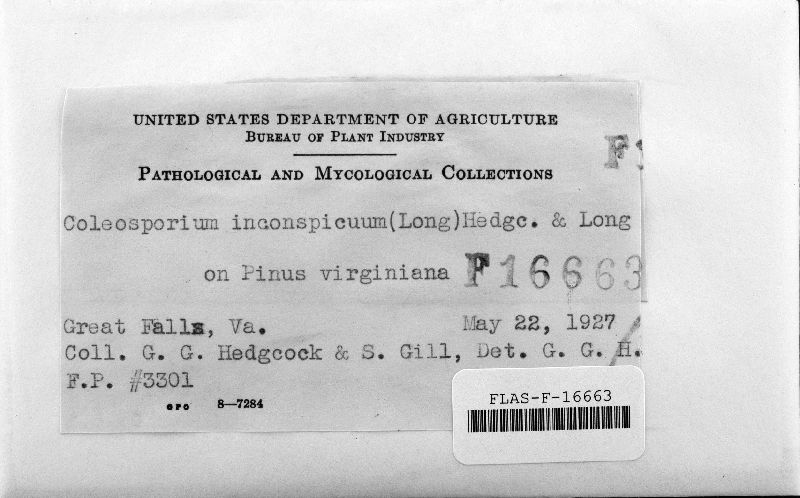 UNITED STATES DEPARTMENT OF AGRICULTURE
BUREAU OF PLANT INDUSTRY
PATHOLOGICAL AND MYCOLOGICAL COLLECTIONS
F
Coleosporium inconspicuum(Long)Hedgc. & Long
on Pinus virginiana F16663
Great Falls, Va. May 22, 1927
Coll. G. G. Hedgcock & S. Gill, Det. G. G. H.
F.P. #3301
GPO 8—7284
FLAS-F-16663